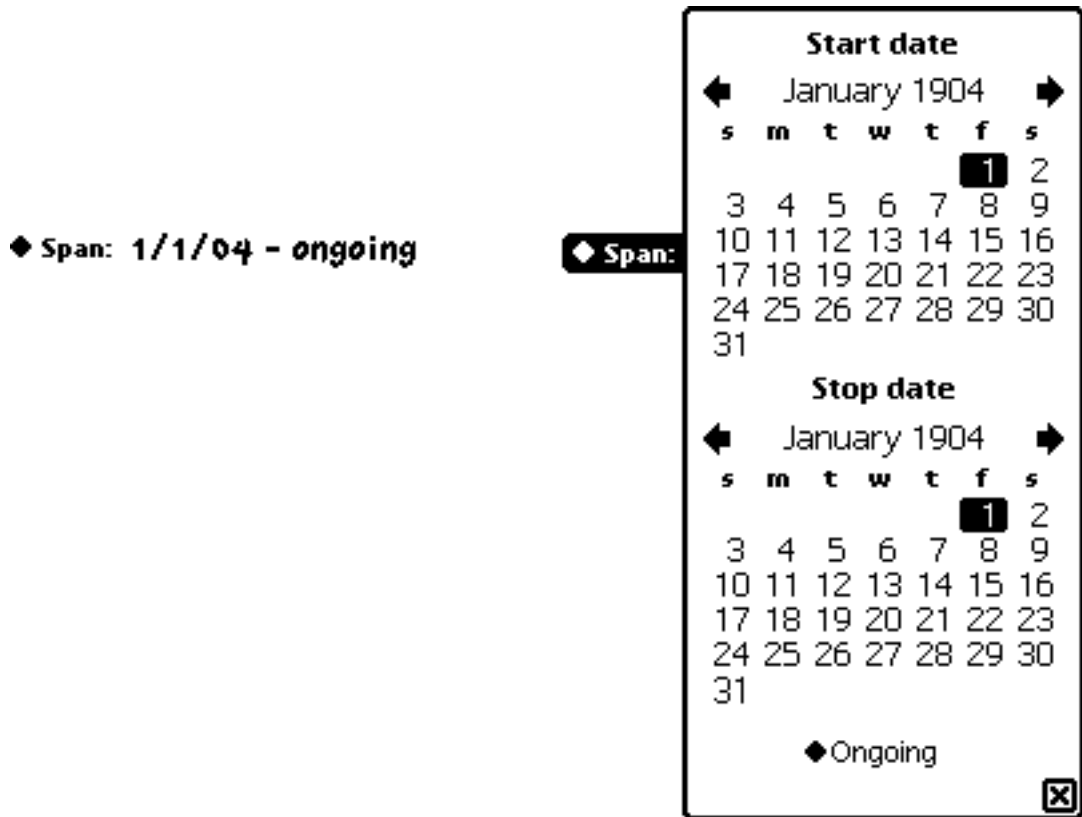 ◆ Span: 1/1/04 - ongoing
◆ Span:
Start date
January 1904
s m t w t f s
1 2
3 4 5 6 7 8 9
10 11 12 13 14 15 16
17 18 19 20 21 22 23
24 25 26 27 28 29 30
31
Stop date
January 1904
s m t w t f s
1 2
3 4 5 6 7 8 9
10 11 12 13 14 15 16
17 18 19 20 21 22 23
24 25 26 27 28 29 30
31
◆Ongoing